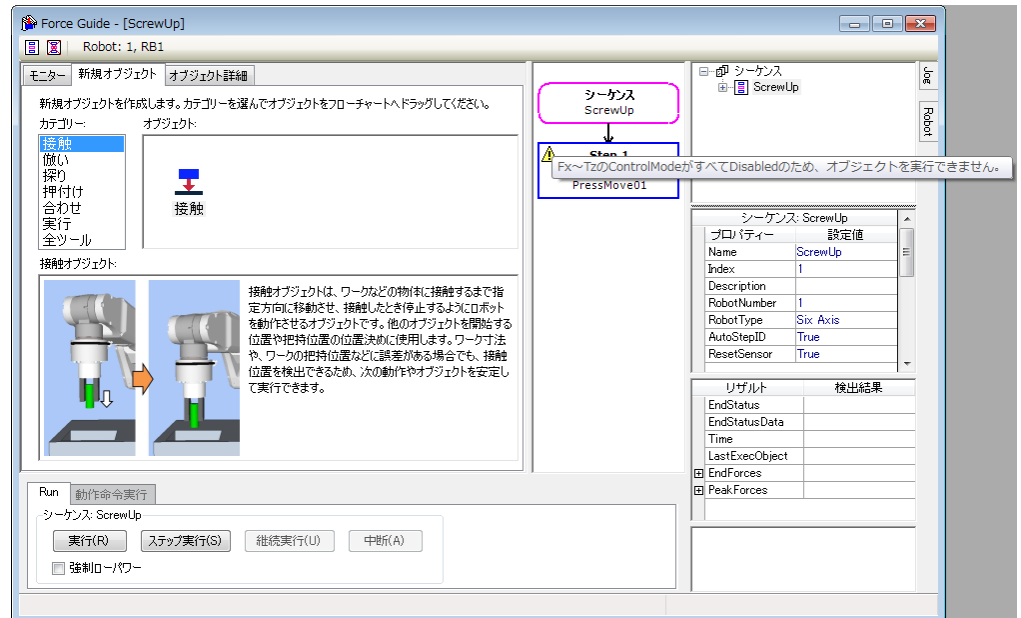 Force Guide - [ScrewUp]
Robot: 1, RB1
モニター 新規オブジェクト オブジェクト詳細
新規オブジェクトを作成します。カテゴリーを選んでオブジェクトをフローチャートへドラッグしてください。
カテゴリー: オブジェクト:
接触
倣い
探り
押付け
合わせ
実行
全ツール
接触
接触オブジェクト:
接触オブジェクトは、ワークなどの物体に接触するまで指
定方向に移動させ、接触したとき停止するようにロボット
を動作させるオブジェクトです。他のオブジェクトを開始する
位置や把持位置の位置決めに使用します。ワーク寸法
や、ワークの把持位置などに誤差がある場合でも、接触
位置を検出できるため、次の動作やオブジェクトを安定し
て実行できます。
シーケンス
ScrewUp
Step 1
PressMove01
Fx～TzのControlModeがすべてDisabledのため、オブジェクトを実行できません。
シーケンス
ScrewUp
Jog
Robot
シーケンス: ScrewUp
プロパティー 設定値
Name ScrewUp
Index 1
Description
RobotNumber 1
RobotType Six Axis
AutoStepID True
ResetSensor True
リザルト 検出結果
EndStatus
EndStatusData
Time
LastExecObject
EndForces
PeakForces
Run 動作命令実行
シーケンス: ScrewUp
実行(R) ステップ実行(S) 継続実行(U) 中断(A)
強制ローパワー